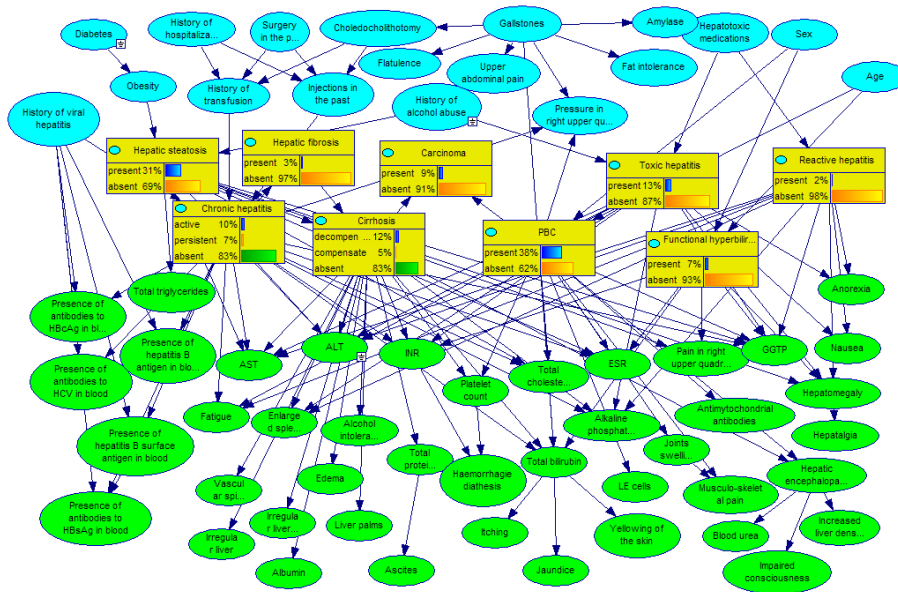 Diabetes
History of
hospitaliza...
Surgery
in the p...
Choledocholithotomy
Gallstones
Amylase
Hepatotoxic
medications
Sex
Flatulence
Upper
abdominal pain
Fat intolerance
Age
Obesity
History of
transfusion
Injections in
the past
History of
alcohol abuse
Pressure in
right upper qu...
History of viral
hepatitis
Hepatic steatosis
present 31%
absent 69%
Hepatic fibrosis
present 3%
absent 97%
Carcinoma
present 9%
absent 91%
Toxic hepatitis
present 13%
absent 87%
Reactive hepatitis
present 2%
absent 98%
Chronic hepatitis
active 10%
persistent 7%
absent 83%
Cirrhosis
decompen ... 12%
compensate 5%
absent 83%
PBC
present 38%
absent 62%
Functional hyperbilir...
present 7%
absent 93%
Total triglycerides
Anorexia
Presence of
antibodies to
HBcAg in bl...
Presence of
hepatitis B
antigen in blo...
AST
ALT
INR
Platelet
count
Total
choleste...
ESR
Pain in right
upper quadr...
GGTP
Nausea
Presence of
antibodies to
HCV in blood
Fatigue
Enlarge
d sple...
Alcohol
intolera...
Alkaline
phosphat...
Antimytochondrial
antibodies
Hepatomegaly
Hepatalgia
Presence of
hepatitis B surface
antigen in blood
Total
protei...
Total bilirubin
Joints
swelli...
Vascul
ar spi...
Edema
Haemorrhagie
diathesis
LE cells
Musculo-skelet
al pain
Hepatic
encephalopa...
Presence of
antibodies to
HBsAg in blood
Irregula
r liver
Irregula
r liver...
Liver palms
Itching
Yellowing of
the skin
Blood urea
Increased
liver dens...
Albumin
Ascites
Jaundice
Impaired
consciousness